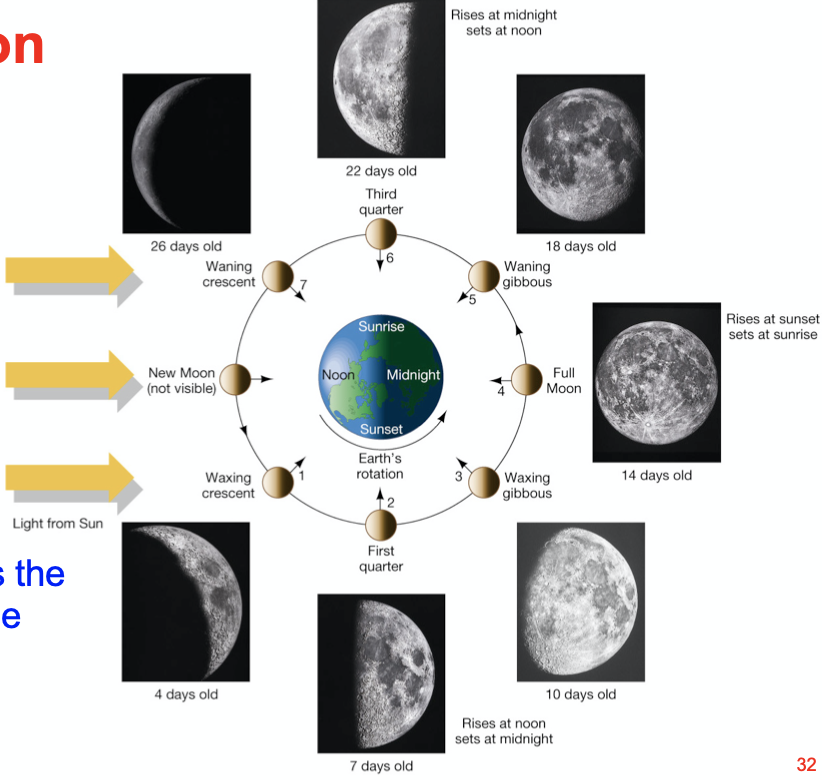 on
Rises at midnight
sets at noon
22 days old
Third
quarter
26 days old
18 days old
Waning
crescent
7
6
Waning
gibbous
5
Rises at sunset
sets at sunrise
Sunrise
New Moon
(not visible)
Noon
Midnight
4
Full
Moon
Sunset
Earth's
rotation
14 days old
Waxing
crescent
1
2
3
Waxing
gibbous
Light from Sun
First
quarter
s the
e
4 days old
10 days old
Rises at noon
sets at midnight
7 days old
32